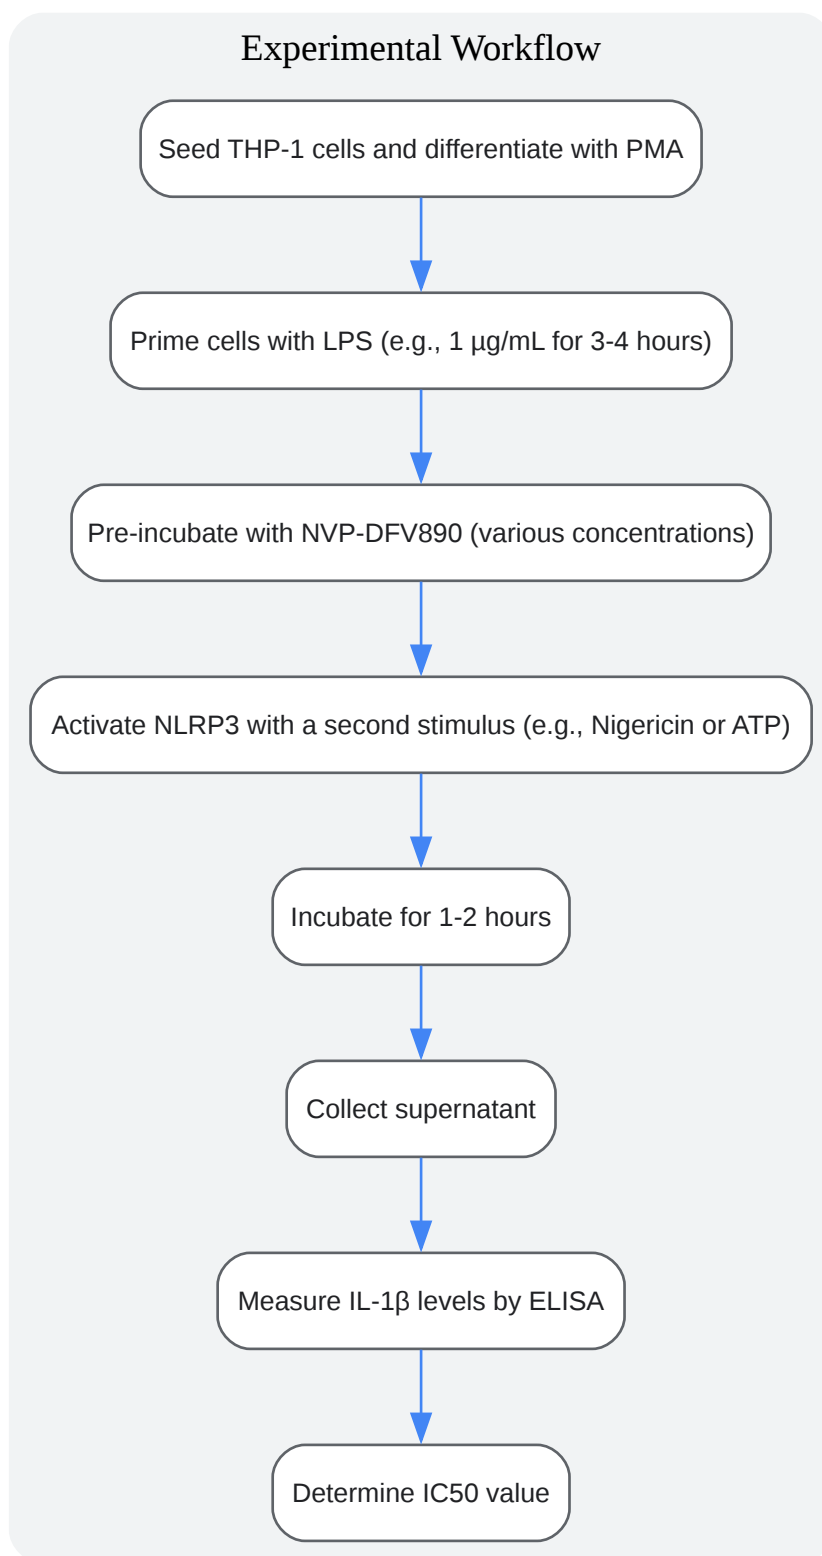 Experimental Workflow
Seed THP-1 cells and differentiate with PMA
Prime cells with LPS (e.g., 1 µg/mL for 3-4 hours)
Pre-incubate with NVP-DFV890 (various concentrations)
Activate NLRP3 with a second stimulus (e.g., Nigericin or ATP)
Incubate for 1-2 hours
Collect supernatant
Measure IL-1β levels by ELISA
Determine IC50 value